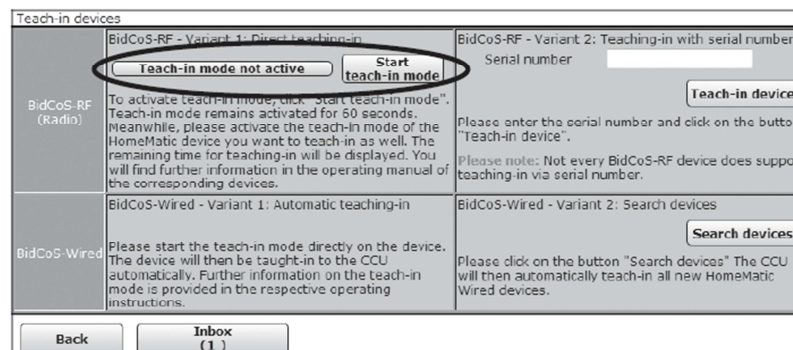 Teach-in devices
BidCoS-RF
(Radio)
BidCoS-RF - Variant 1: Direct teaching-in
Teach-in mode not active
Start
teach-in mode
To activate teach-in mode, click "Start teach-in mode".
Teach-in mode remains activated for 60 seconds.
Meanwhile, please activate the teach-in mode of the
HomeMatic device you want to teach-in as well. The
remaining time for teaching-in will be displayed. You
will find further information in the operating manual of
the corresponding devices.
BidCoS-RF - Variant 2: Teaching-in with serial number
Serial number
Teach-in device
Please enter the serial number and click on the butto
"Teach-in device".
Please note: Not every BidCoS-RF device does suppo
teaching-in via serial number.
BidCoS-Wired
BidCoS-Wired - Variant 1: Automatic teaching-in
Please start the teach-in mode directly on the device.
The device will then be taught-in to the CCU
automatically. Further information on the teach-in
mode is provided in the respective operating
instructions.
BidCoS-Wired - Variant 2: Search devices
Search devices
Please click on the button "Search devices" The CCU
will then automatically teach-in all new HomeMatic
Wired devices.
Back
Inbox
(1 )